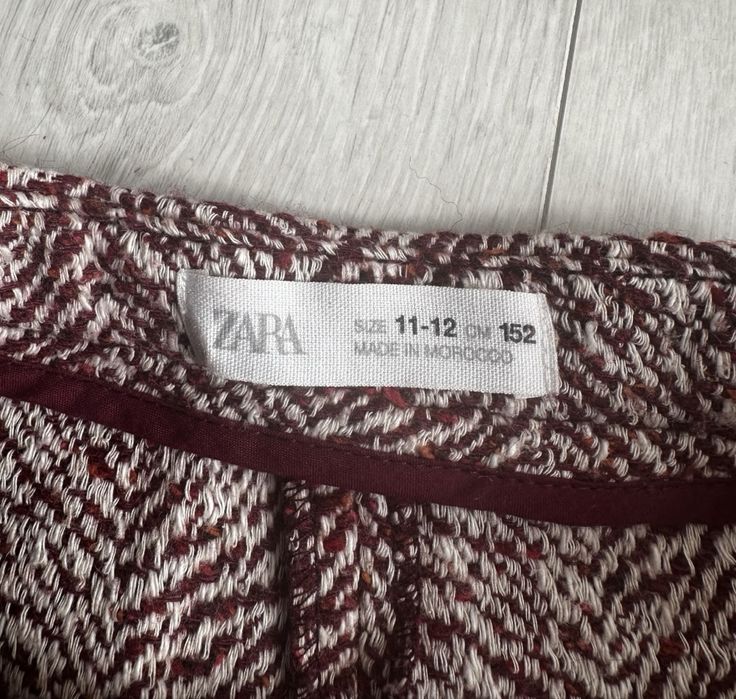 ZARA SIZE 11-12 CM 152
MADE IN MOROCCO